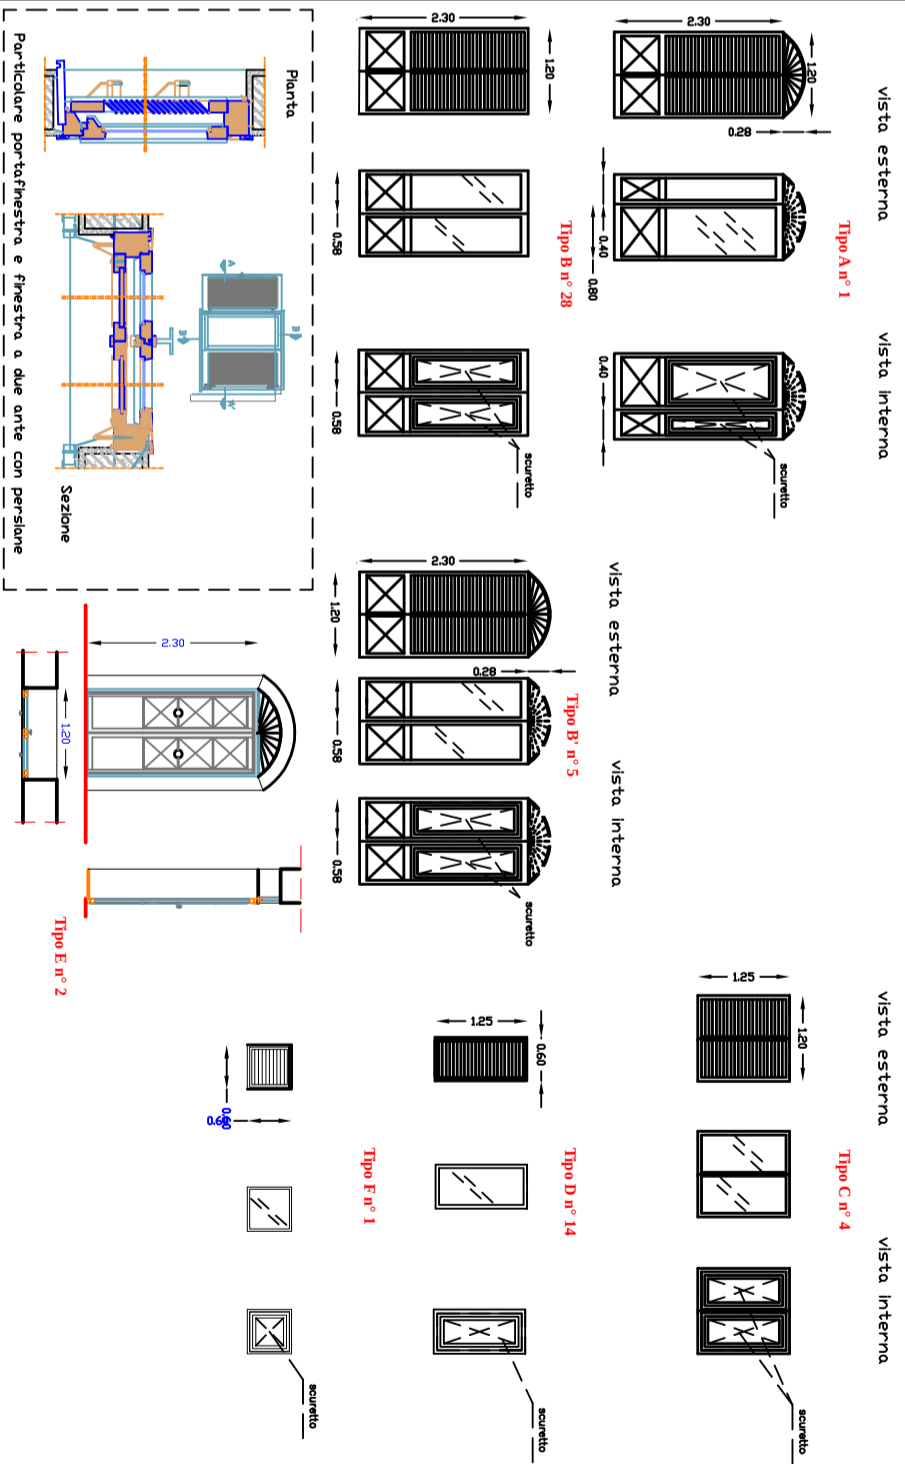 vista esterna
vista interna
Tipo A n° 1
2.30
1.20
0.28
0.40
0.80
0.40
scuretto
Tipo B n° 28
2.30
1.20
0.58
0.58
scuretto
Pianta
A
A'
B
B'
Sezione
Particolare portafinestra e finestra a due ante con persiane
vista esterna
vista interna
Tipo B' n° 5
2.30
1.20
0.28
0.58
0.58
scuretto
2.30
1.20
Tipo E n° 2
vista esterna
vista interna
Tipo C n° 4
1.25
1.20
scuretto
Tipo D n° 14
1.25
0.60
scuretto
Tipo F n° 1
0.60
0.60
scuretto